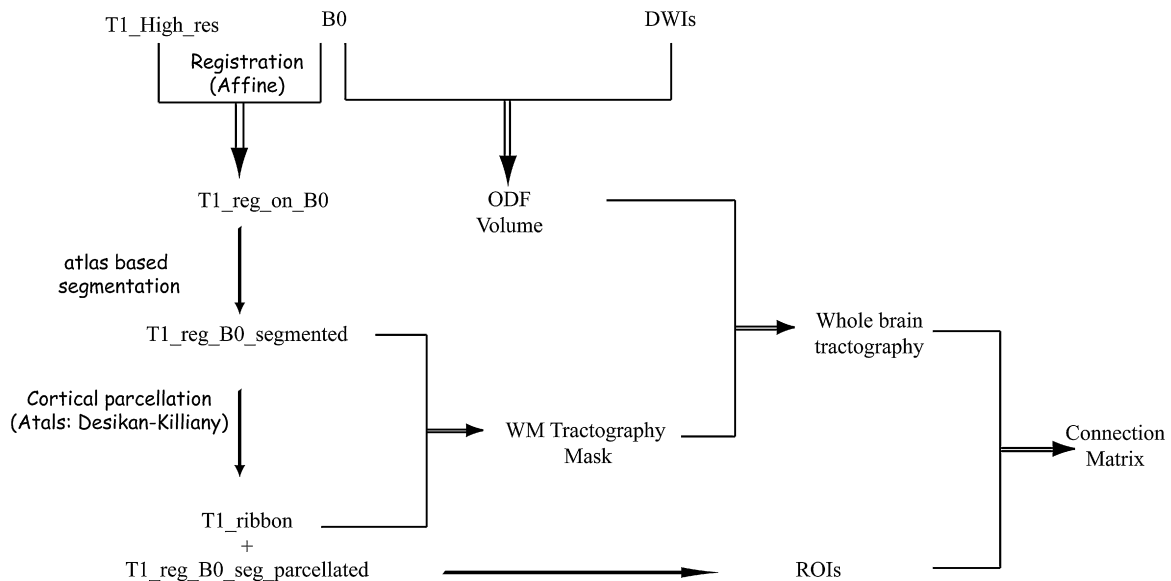 T1_High_res
B0
DWIs
Registration
(Affine)
T1_reg_on_B0
ODF
Volume
atlas based
segmentation
T1_reg_B0_segmented
Whole brain
tractography
Cortical parcellation
(Atals: Desikan-Killiany)
WM Tractography
Mask
Connection
Matrix
T1_ribbon
+
T1_reg_B0_seg_parcellated
ROIs